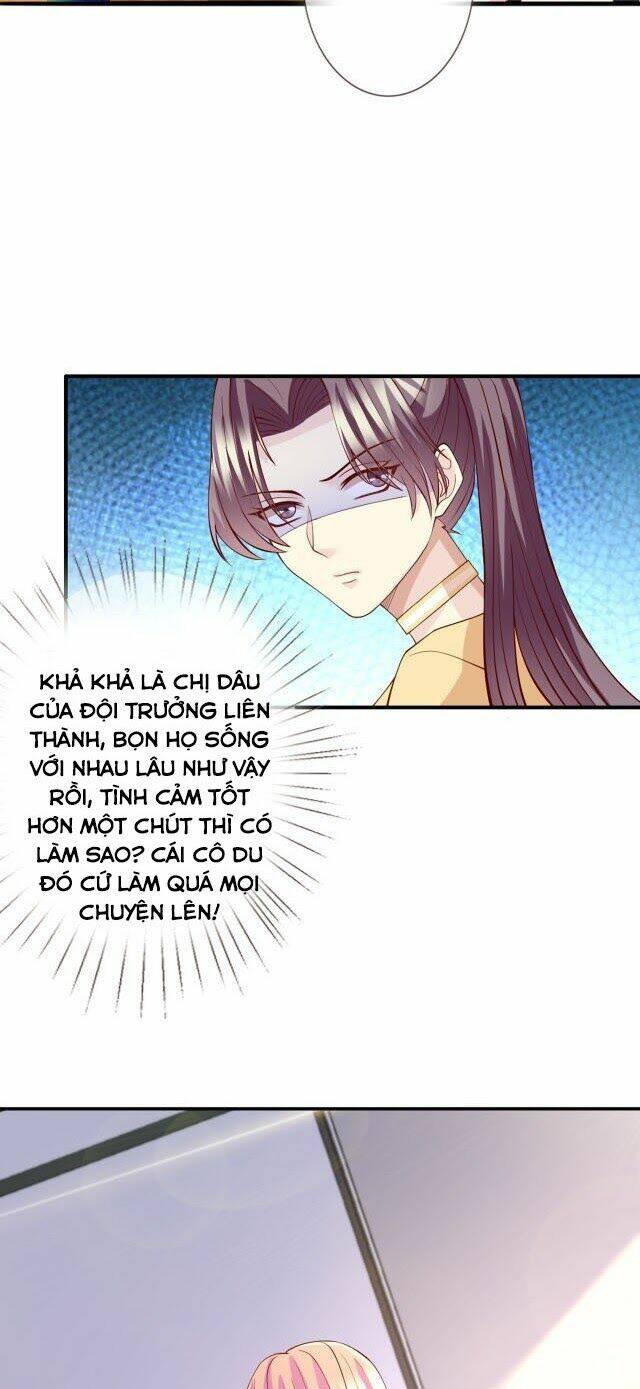 KHẢ KHẢ LÀ CHỊ DÂU
CỦA ĐỘI TRƯỞNG LIÊN
THÀNH, BỌN HỌ SỐNG
VỚI NHAU LÂU NHƯ VẬY
RỒI, TÌNH CẢM TỐT
HƠN MỘT CHÚT THÌ CÓ
LÀM SAO? CÁI CÔ DU
ĐÓ CỨ LÀM QUÁ MỌI
CHUYỆN LÊN!